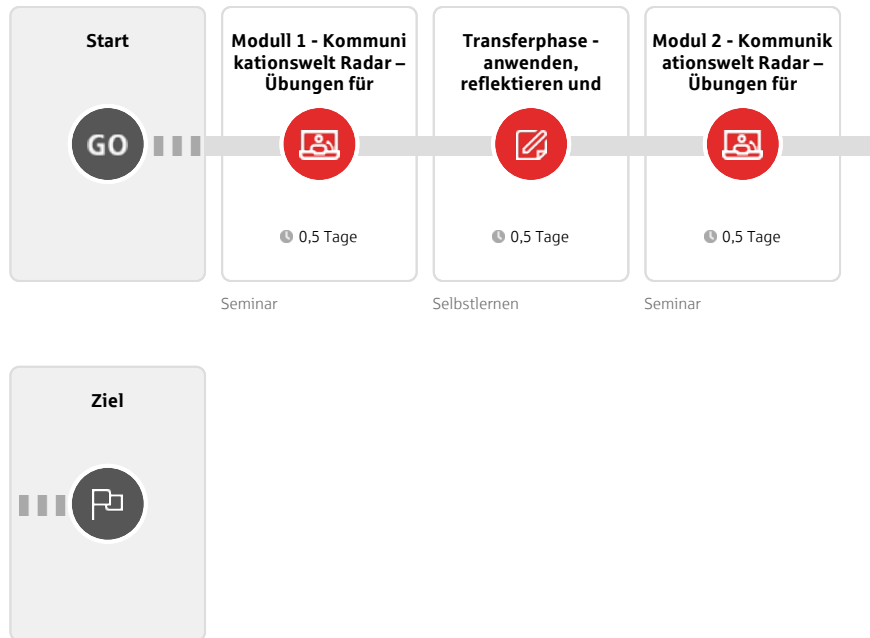 Start
Modull 1 - Kommuni
kationswelt Radar –
Übungen für
Transferphase -
anwenden,
reflektieren und
Modul 2 - Kommunik
ationswelt Radar –
Übungen für
GO
0,5 Tage
0,5 Tage
0,5 Tage
Seminar
Selbstlernen
Seminar
Ziel